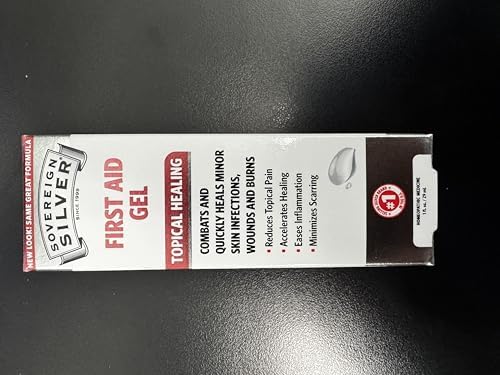 NEW LOOK! SAME GREAT FORMULA
SOVEREIGN
SILVER®
SINCE 1999
FIRST AID
GEL
TOPICAL HEALING
COMBATS AND
QUICKLY HEALS MINOR
SKIN INFECTIONS,
WOUNDS AND BURNS
• Reduces Topical Pain
• Accelerates Healing
• Eases Inflammation
• Minimizes Scarring
#1
HOMEOPATHIC MEDICINE
1 fl. oz. / 29 mL